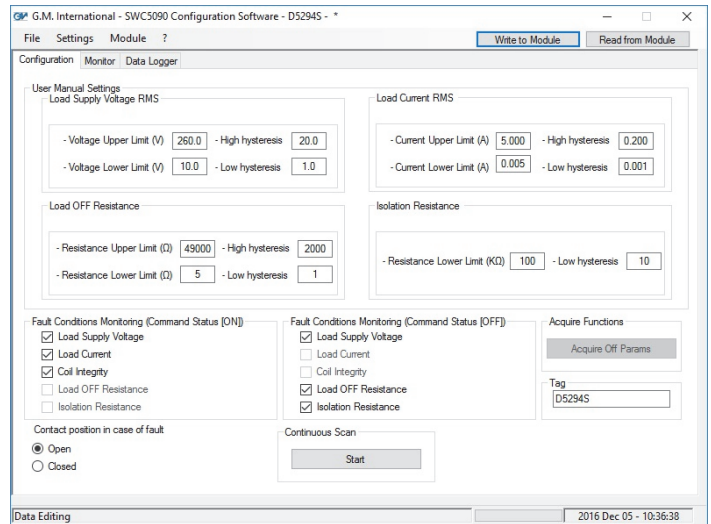 G.M. International - SWC5090 Configuration Software - D5294S - *
File Settings Module ? Write to Module Read from Module
Configuration Monitor Data Logger
User Manual Settings
Load Supply Voltage RMS
- Voltage Upper Limit (V) 260.0 - High hysteresis 20.0
- Voltage Lower Limit (V) 10.0 - Low hysteresis 1.0
Load Current RMS
- Current Upper Limit (A) 5.000 - High hysteresis 0.200
- Current Lower Limit (A) 0.005 - Low hysteresis 0.001
Load OFF Resistance
- Resistance Upper Limit (Ω) 49000 - High hysteresis 2000
- Resistance Lower Limit (Ω) 5 - Low hysteresis 1
Isolation Resistance
- Resistance Lower Limit (KΩ) 100 - Low hysteresis 10
Fault Conditions Monitoring (Command Status [ON])
Load Supply Voltage
Load Current
Coil Integrity
Load OFF Resistance
Isolation Resistance
Fault Conditions Monitoring (Command Status [OFF])
Load Supply Voltage
Load Current
Coil Integrity
Load OFF Resistance
Isolation Resistance
Acquire Functions
Acquire Off Params
Tag
D5294S
Contact position in case of fault
Open
Closed
Continuous Scan
Start
Data Editing 2016 Dec 05 - 10:36:38